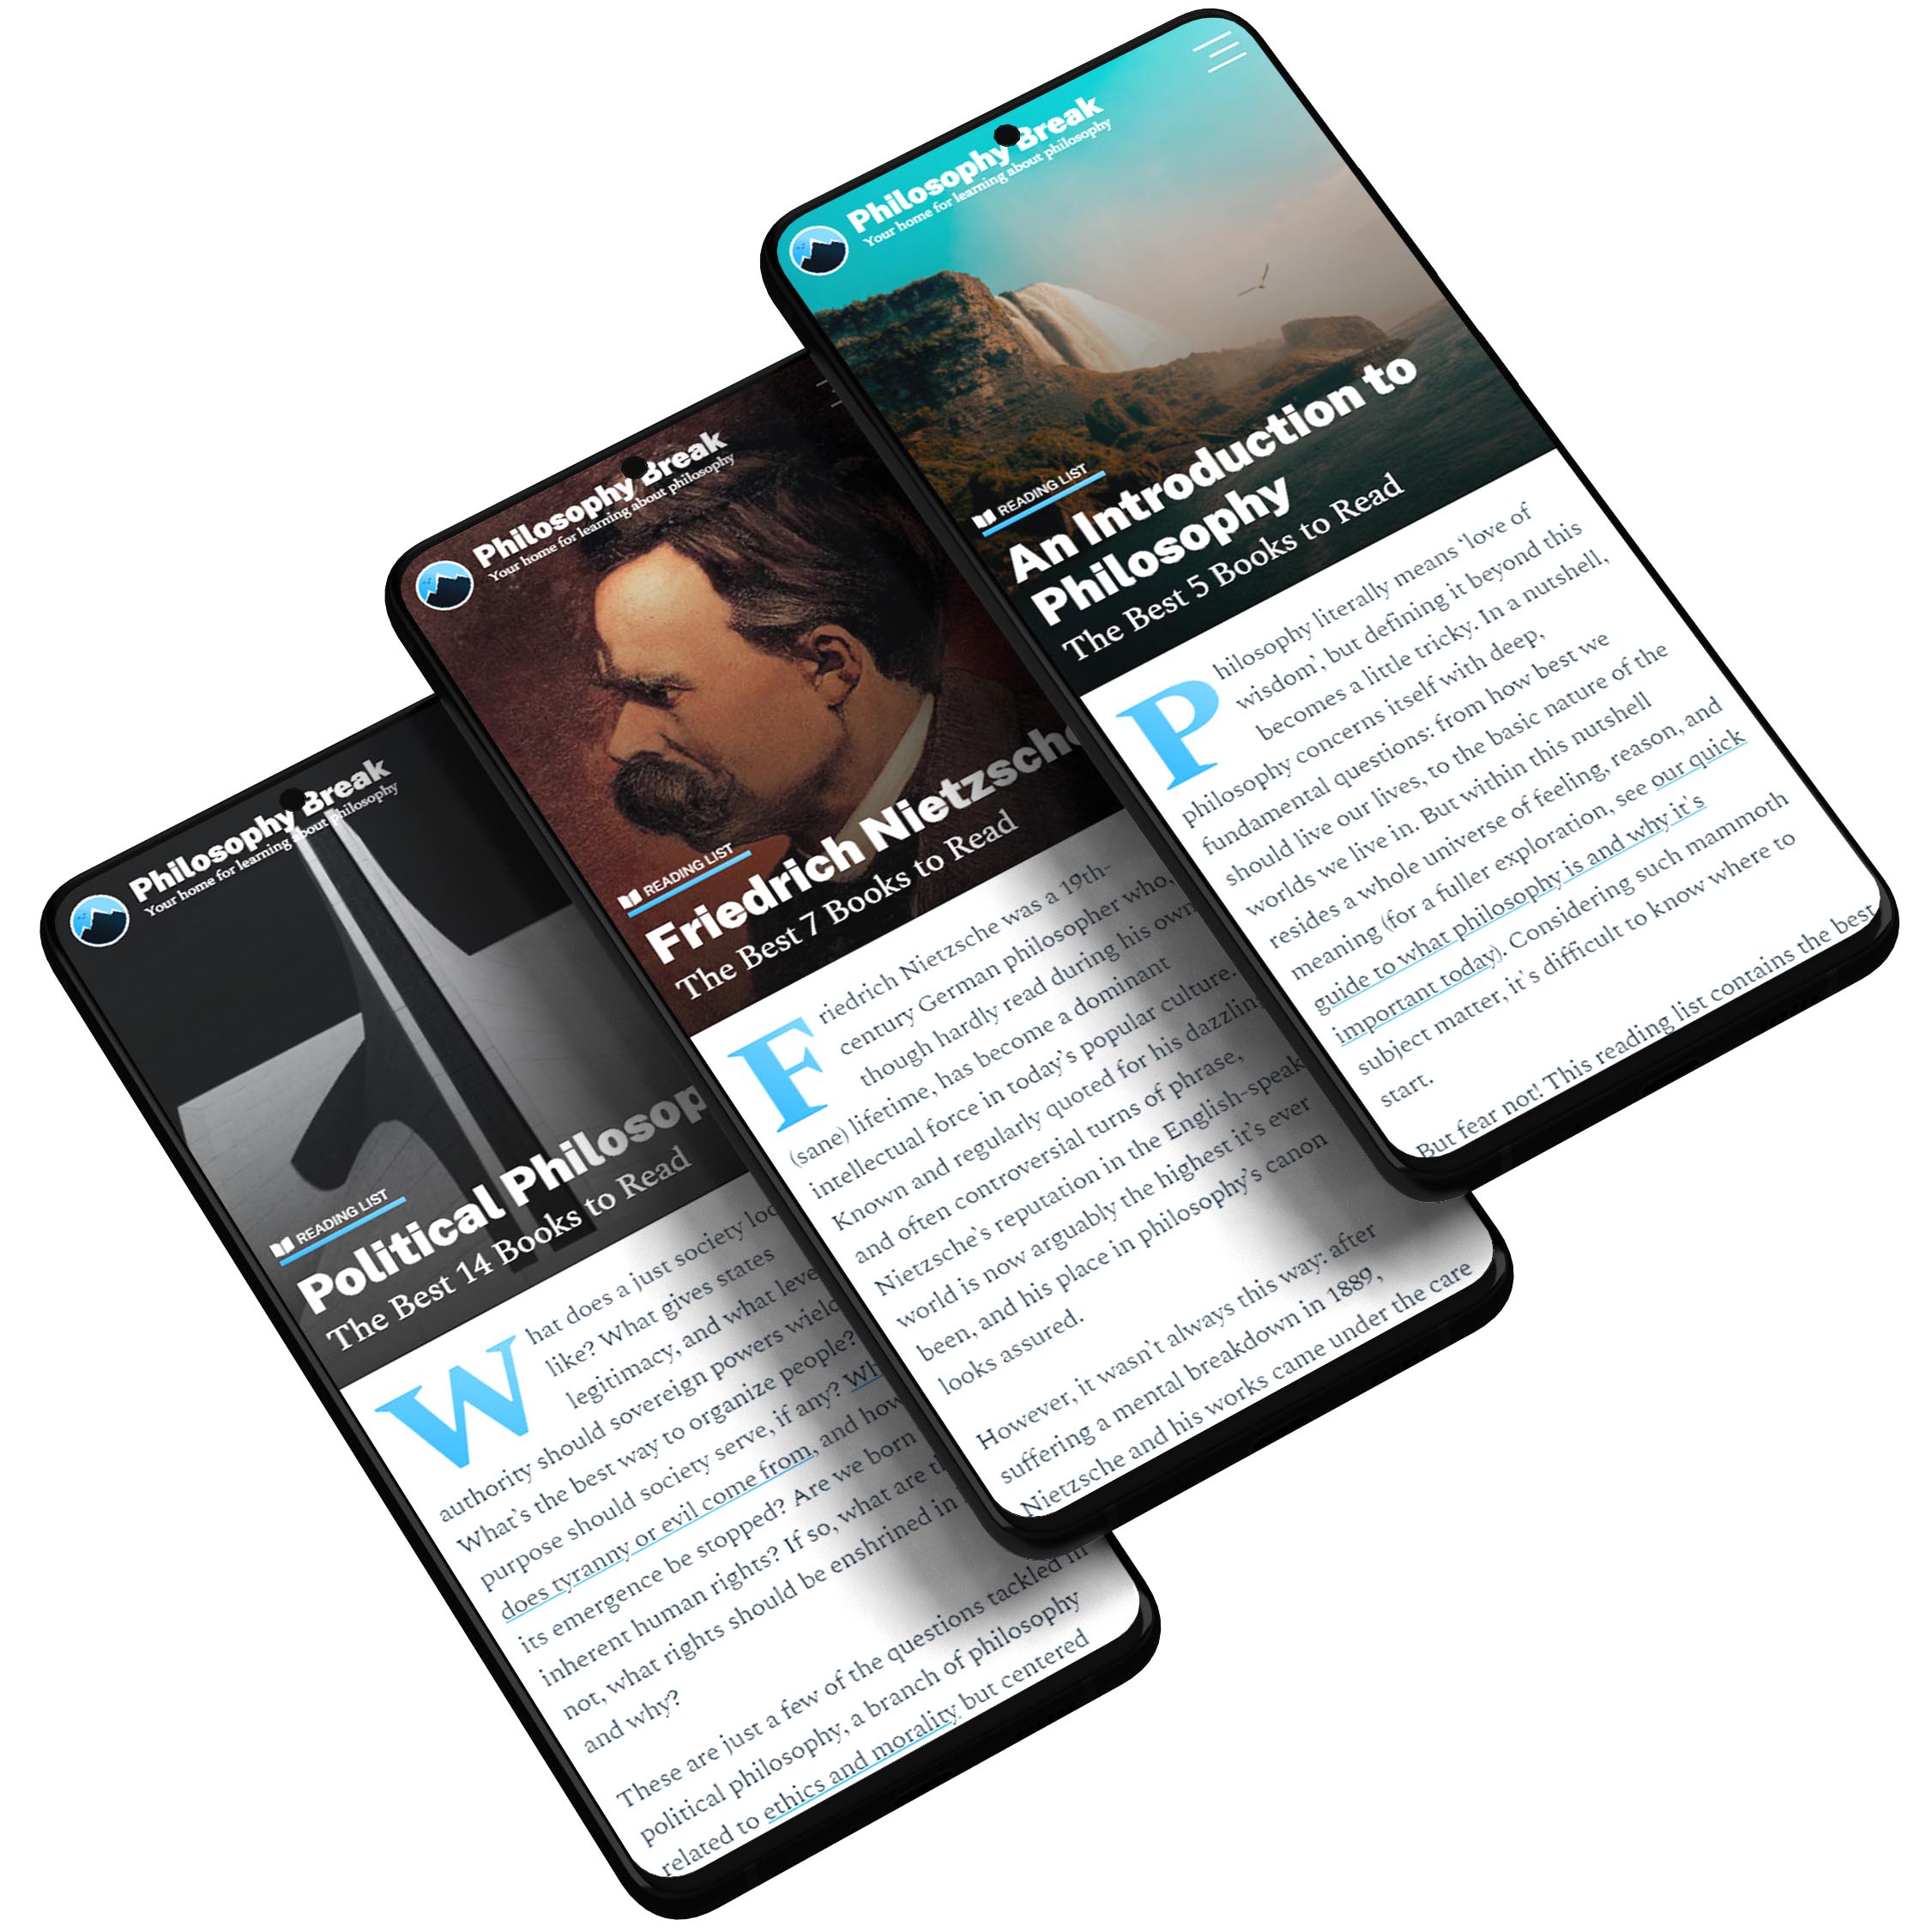 Philosophy Break
Your home for learning about philosophy
READING LIST
An Introduction to
Philosophy
The Best 5 Books to Read
Philosophy literally means ‘love of
wisdom’, but defining it beyond this
becomes a little tricky. In a nutshell,
philosophy concerns itself with deep,
fundamental questions: from how best we
should live our lives, to the basic nature of the
worlds we live in. But within this nutshell
resides a whole universe of feeling, reason, and
meaning (for a fuller exploration, see our quick
guide to what philosophy is and why it's
important today). Considering such mammoth
subject matter, it’s difficult to know where to
start.
But fear not! This reading list contains the best
Philosophy Break
Your home for learning about philosophy
READING LIST
Friedrich Nietzsche
The Best 7 Books to Read
Friedrich Nietzsche was a 19th-
century German philosopher who,
though hardly read during his own
(sane) lifetime, has become a dominant
intellectual force in today’s popular culture.
Known and regularly quoted for his dazzling
and often controversial turns of phrase,
Nietzsche’s reputation in the English-speak
world is now arguably the highest it’s ever
been, and his place in philosophy’s canon
looks assured.
However, it wasn’t always this way: after
suffering a mental breakdown in 1889,
Nietzsche and his works came under the care
Philosophy Break
Your home for learning about philosophy
READING LIST
Political Philosop
The Best 14 Books to Read
What does a just society loo
like? What gives states
legitimacy, and what leve
authority should sovereign powers wield
What’s the best way to organize people?
purpose should society serve, if any? Wh
does tyranny or evil come from, and how
its emergence be stopped? Are we born
inherent human rights? If so, what are th
not, what rights should be enshrined in
and why?
These are just a few of the questions tackled in
political philosophy, a branch of philosophy
related to ethics and morality but centered